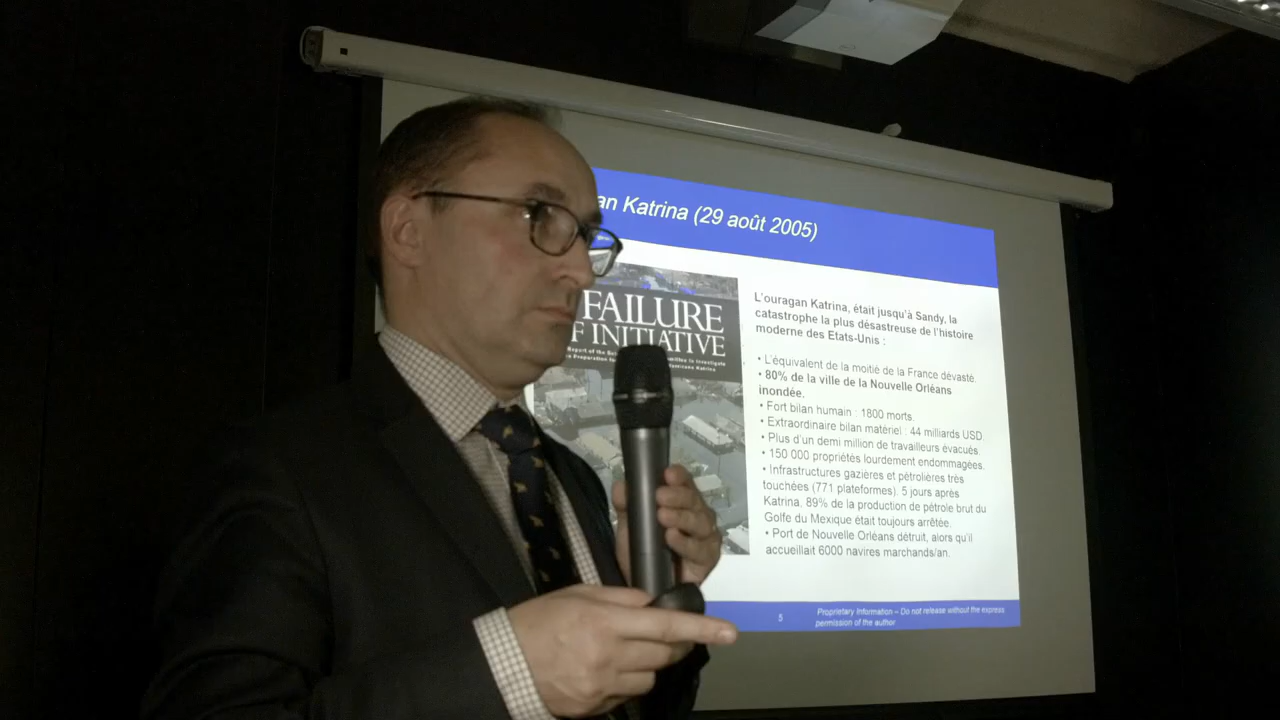 an Katrina (29 août 2005)
FAILURE
F INITIATIVE
L'ouragan Katrina, était jusqu'à Sandy, la
catastrophe la plus désastreuse de l'histoire
moderne des Etats-Unis :
• L'équivalent de la moitié de la France dévasté.
• 80% de la ville de la Nouvelle Orléans
inondée.
• Fort bilan humain : 1800 morts.
• Extraordinaire bilan matériel : 44 milliards USD.
• Plus d'un demi million de travailleurs évacués.
• 150 000 propriétés lourdement endommagées.
• Infrastructures gazières et pétrolières très
touchées (771 plateformes). 5 jours après
Katrina, 89% de la production de pétrole brut du
Golfe du Mexique était toujours arrêtée.
• Port de Nouvelle Orléans détruit, alors qu'il
accueillait 6000 navires marchands/an.
5
Proprietary Information – Do not release without the express
permission of the author